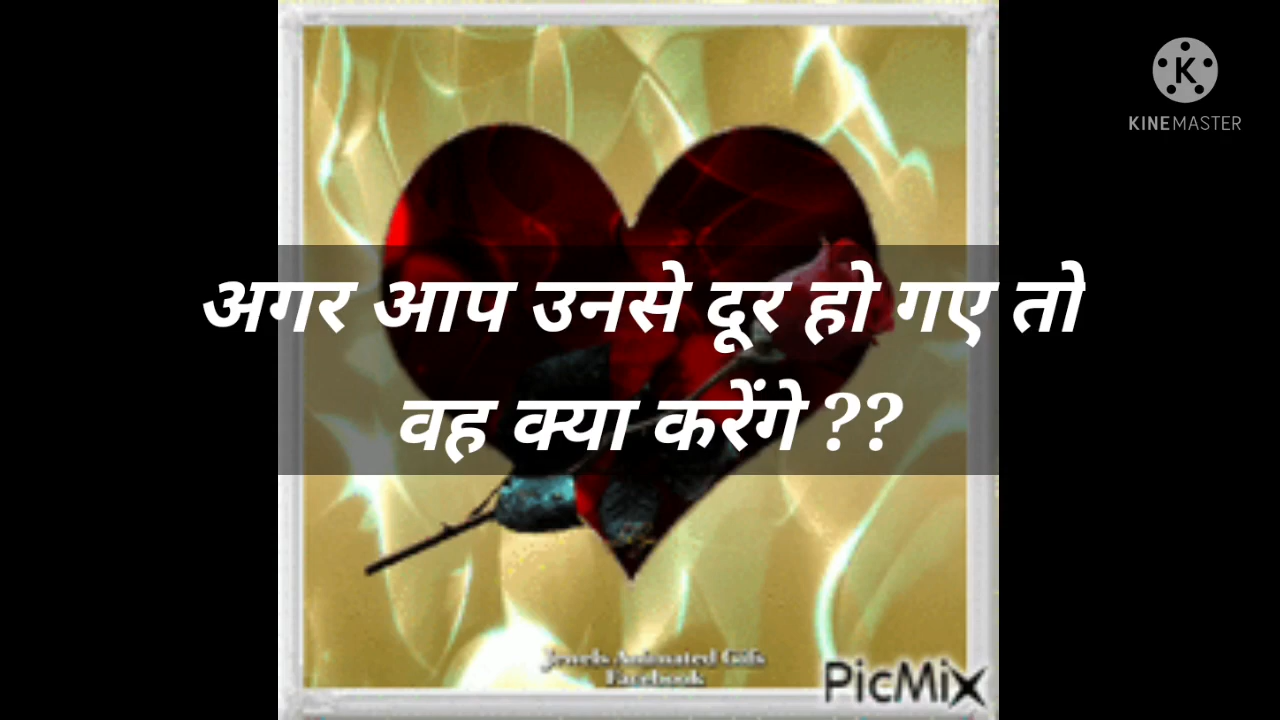 KINEMASTER
अगर आप उनसे दूर हो गए तो
वह क्या करेंगे ??
Jewels Animated Gifs
Facebook
PicMix